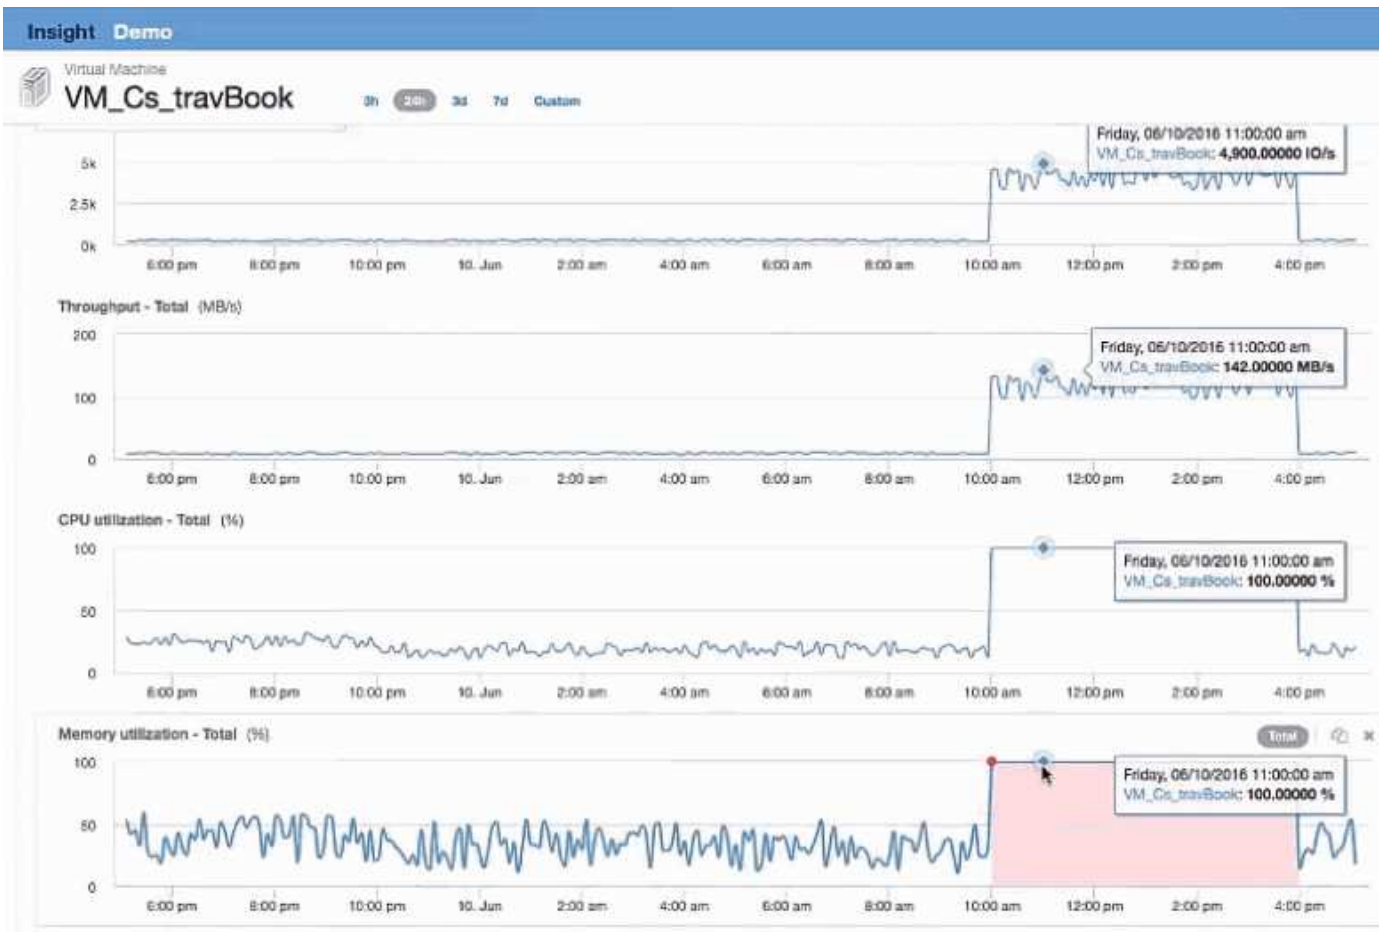 Insight Demo
Virtual Machine
VM_Cs_travBook
3h 24h 3d 7d Custom
Friday, 06/10/2016 11:00:00 am
VM_Cs_travBook: 4,900.00000 IO/s
5k
2.5k
0k
6:00 pm 8:00 pm 10:00 pm 10. Jun 2:00 am 4:00 am 6:00 am 8:00 am 10:00 am 12:00 pm 2:00 pm 4:00 pm
Throughput - Total (MB/s)
200
Friday, 06/10/2016 11:00:00 am
VM_Cs_travBook: 142.00000 MB/s
100
0
6:00 pm 8:00 pm 10:00 pm 10. Jun 2:00 am 4:00 am 6:00 am 8:00 am 10:00 am 12:00 pm 2:00 pm 4:00 pm
CPU utilization - Total (%)
100
Friday, 06/10/2016 11:00:00 am
VM_Cs_travBook: 100.00000 %
50
0
6:00 pm 8:00 pm 10:00 pm 10. Jun 2:00 am 4:00 am 6:00 am 8:00 am 10:00 am 12:00 pm 2:00 pm 4:00 pm
Memory utilization - Total (%)
Total
100
Friday, 06/10/2016 11:00:00 am
VM_Cs_travBook: 100.00000 %
50
0
6:00 pm 8:00 pm 10:00 pm 10. Jun 2:00 am 4:00 am 6:00 am 8:00 am 10:00 am 12:00 pm 2:00 pm 4:00 pm